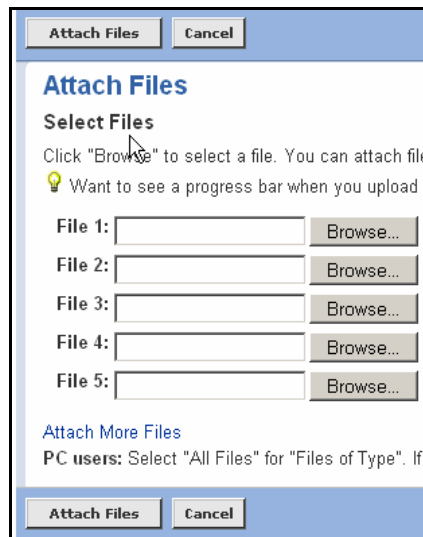 Attach Files Cancel
Attach Files
Select Files
Click "Browse" to select a file. You can attach file
Want to see a progress bar when you upload
File 1: Browse...
File 2: Browse...
File 3: Browse...
File 4: Browse...
File 5: Browse...
Attach More Files
PC users: Select "All Files" for "Files of Type". If
Attach Files Cancel